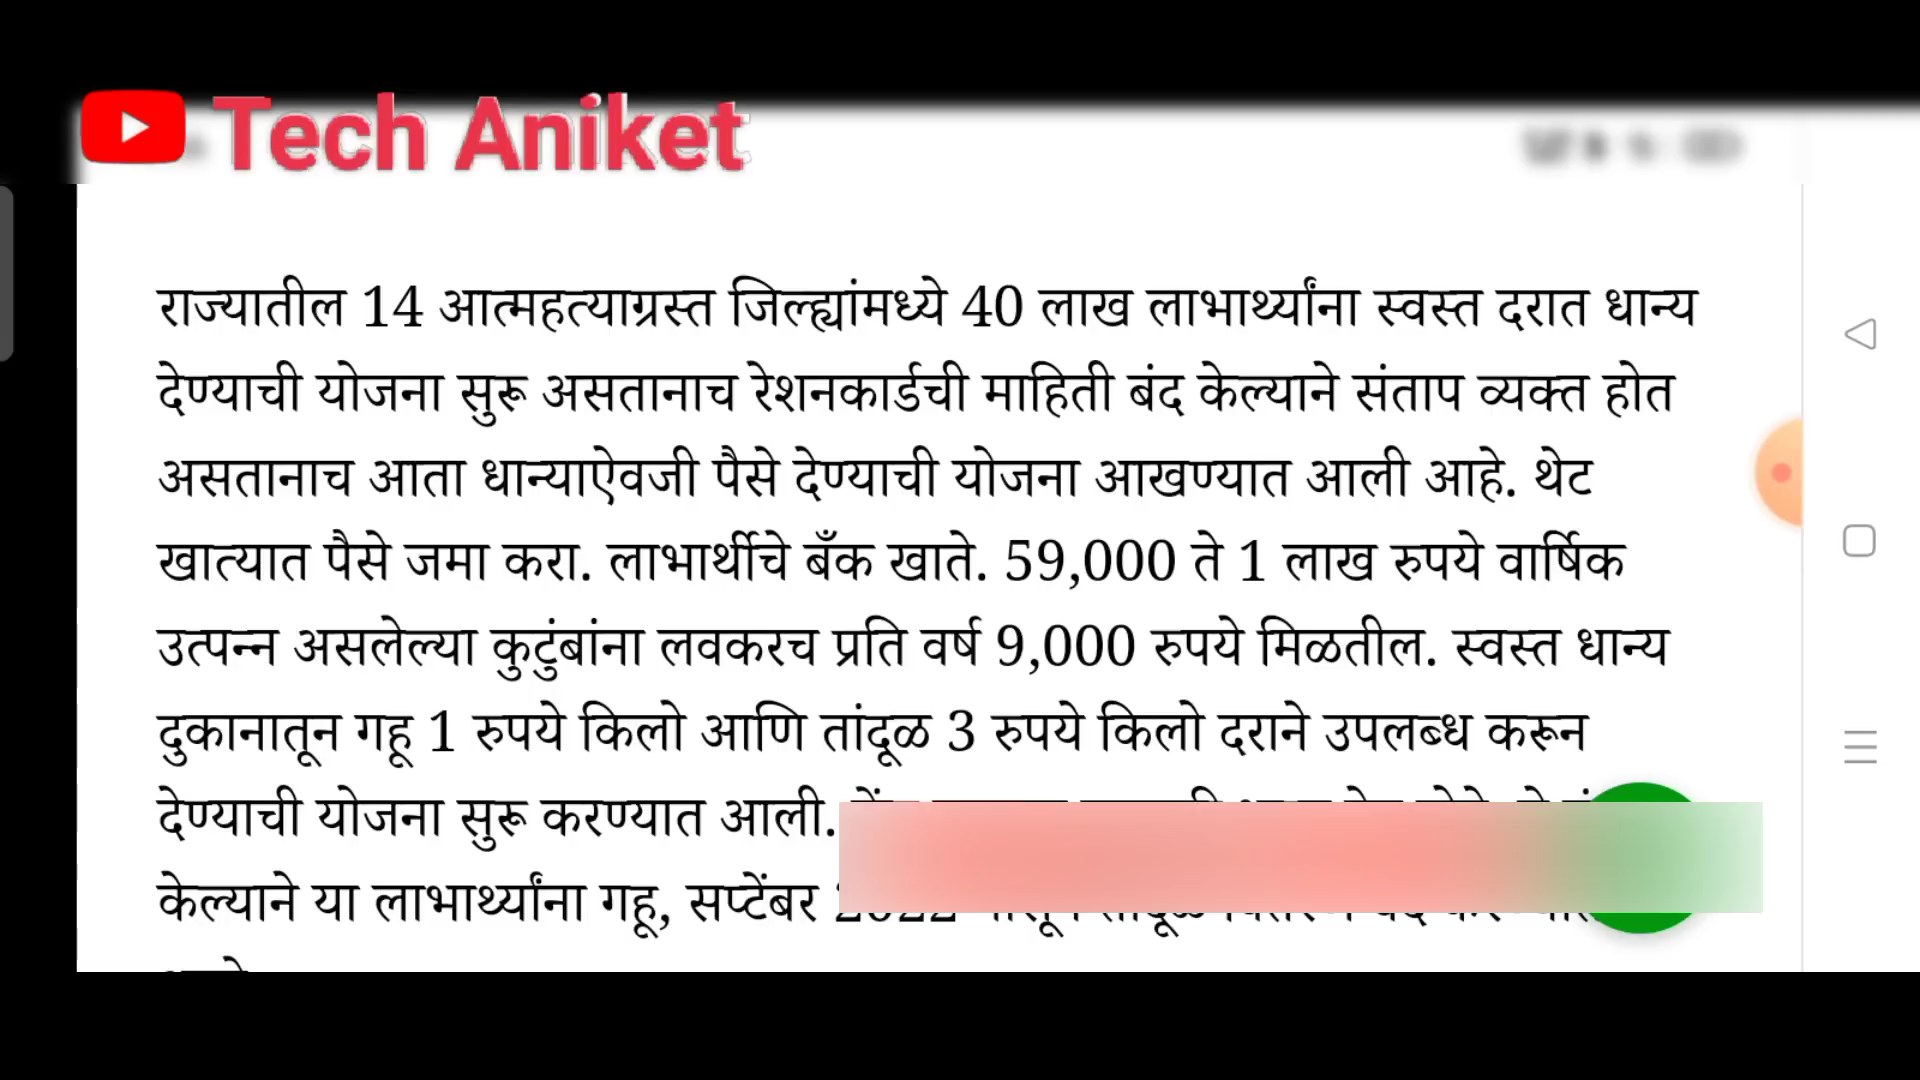 Tech Aniket
राज्यातील 14 आत्महत्याग्रस्त जिल्ह्यांमध्ये 40 लाख लाभार्थ्यांना स्वस्त दरात धान्य
देण्याची योजना सुरू असतानाच रेशनकार्डची माहिती बंद केल्याने संताप व्यक्त होत
असतानाच आता धान्याऐवजी पैसे देण्याची योजना आखण्यात आली आहे. थेट
खात्यात पैसे जमा करा. लाभार्थीचे बँक खाते. 59,000 ते 1 लाख रुपये वार्षिक
उत्पन्न असलेल्या कुटुंबांना लवकरच प्रति वर्ष 9,000 रुपये मिळतील. स्वस्त धान्य
दुकानातून गहू 1 रुपये किलो आणि तांदूळ 3 रुपये किलो दराने उपलब्ध करून
देण्याची योजना सुरू करण्यात आली.
केल्याने या लाभार्थ्यांना गहू, सप्टेंबर